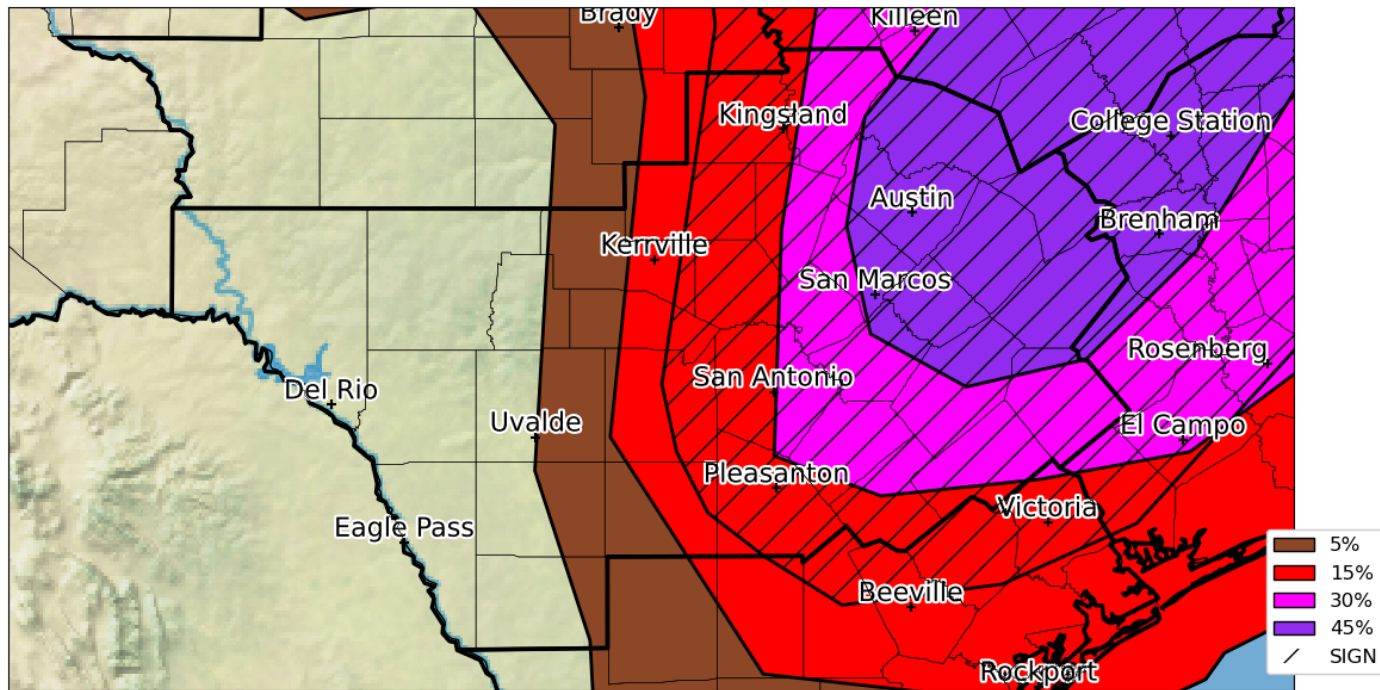 Brady
Killeen
Kingsland
College Station
Austin
Brenham
Kerrville
San Marcos
Rosenberg
San Antonio
Del Rio
Uvalde
El Campo
Pleasanton
Victoria
Eagle Pass
Beeville
Rockport
5%
15%
30%
45%
SIGN